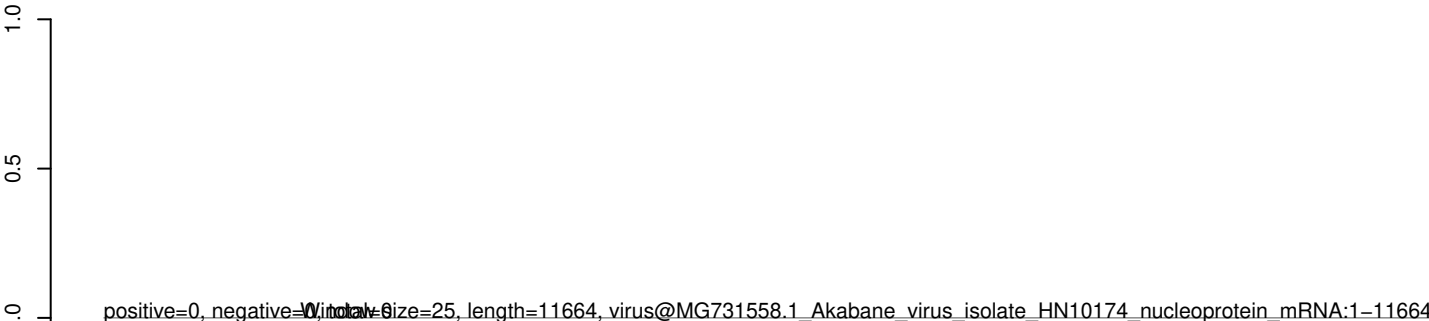 1.0
0.5
.0
positive=0, negative=0, total=0
Window size=25, length=11664, virus@MG731558.1_Akabane_virus_isolate_HN10174_nucleoprotein_mRNA:1−11664